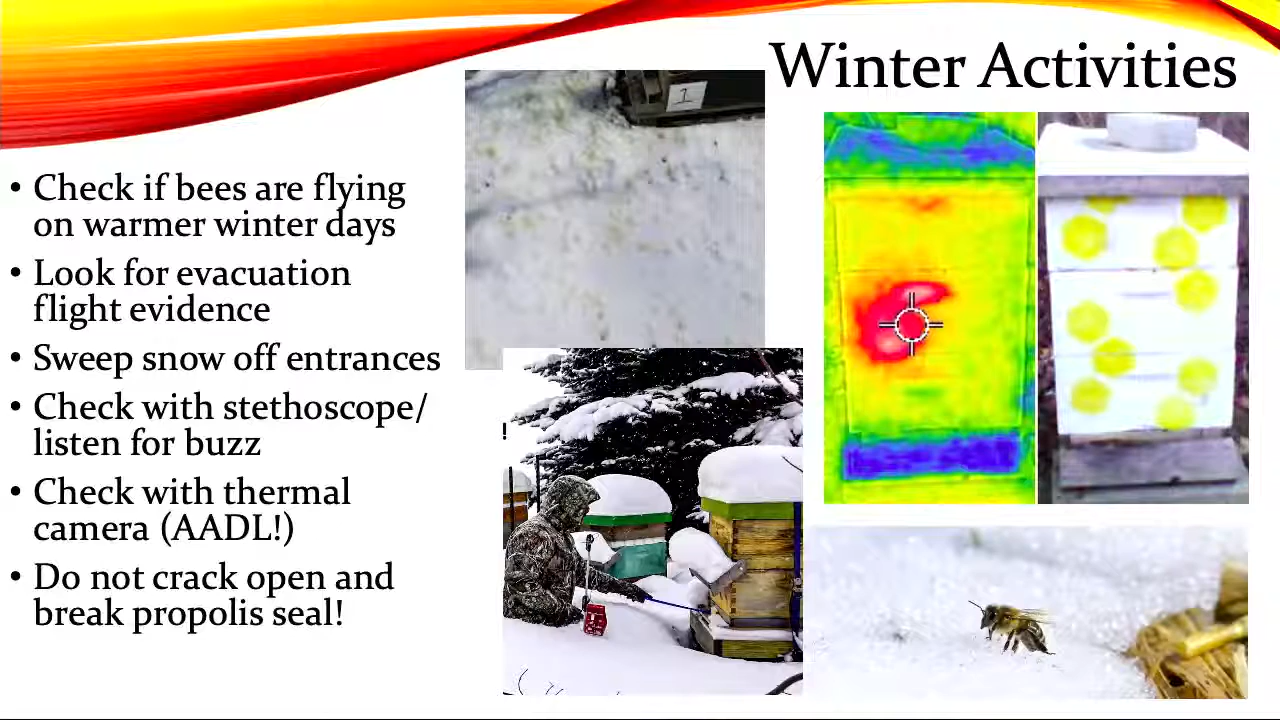 Winter Activities
1
• Check if bees are flying
on warmer winter days
• Look for evacuation
flight evidence
• Sweep snow off entrances
• Check with stethoscope/
listen for buzz
!
• Check with thermal
camera (AADL!)
• Do not crack open and
break propolis seal!